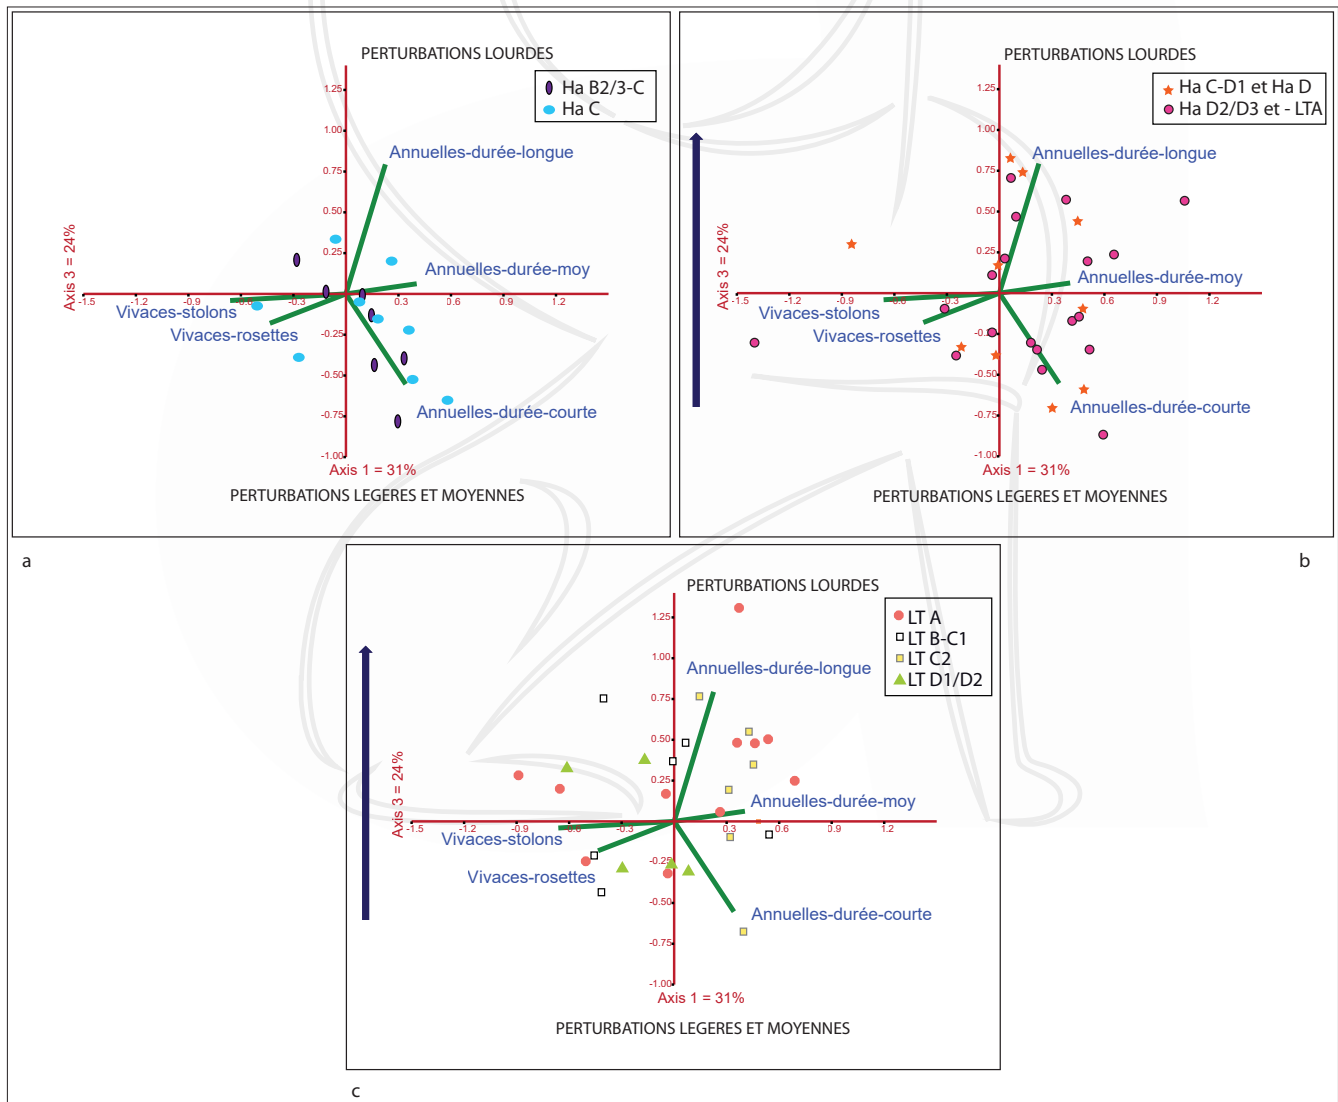 PERTURBATIONS LOURDES
Ha B2/3-C
Ha C
1.25
1.00
0.75
0.50
0.25
-0.25
-0.50
-0.75
-1.00
Annuelles-durée-longue
Annuelles-durée-moy
Axis 3 = 24%
-1.5
-1.2
-0.9
-0.6
-0.3
0.3
0.6
0.9
1.2
Vivaces-stolons
Vivaces-rosettes
Annuelles-durée-courte
Axis 1 = 31%
PERTURBATIONS LEGERES ET MOYENNES
a
PERTURBATIONS LOURDES
Ha C-D1 et Ha D
Ha D2/D3 et - LTA
1.25
1.00
0.75
0.50
0.25
-0.50
-0.75
-1.00
Annuelles-durée-longue
Annuelles-durée-moy
Axis 3 = 24%
-1.5
-1.2
-0.9
-0.6
-0.3
0.3
0.6
0.9
1.2
Vivaces-stolons
Vivaces-rosettes
Annuelles-durée-courte
Axis 1 = 31%
PERTURBATIONS LEGERES ET MOYENNES
b
PERTURBATIONS LOURDES
LT A
LT B-C1
LT C2
LT D1/D2
1.25
1.00
0.75
0.50
0.25
-0.25
-0.50
-0.75
-1.00
Annuelles-durée-longue
Annuelles-durée-moy
Axis 3 = 24%
-1.5
-1.2
-0.9
-0.6
-0.3
0.3
0.6
0.9
1.2
Vivaces-stolons
Vivaces-rosettes
Annuelles-durée-courte
Axis 1 = 31%
PERTURBATIONS LEGERES ET MOYENNES
c